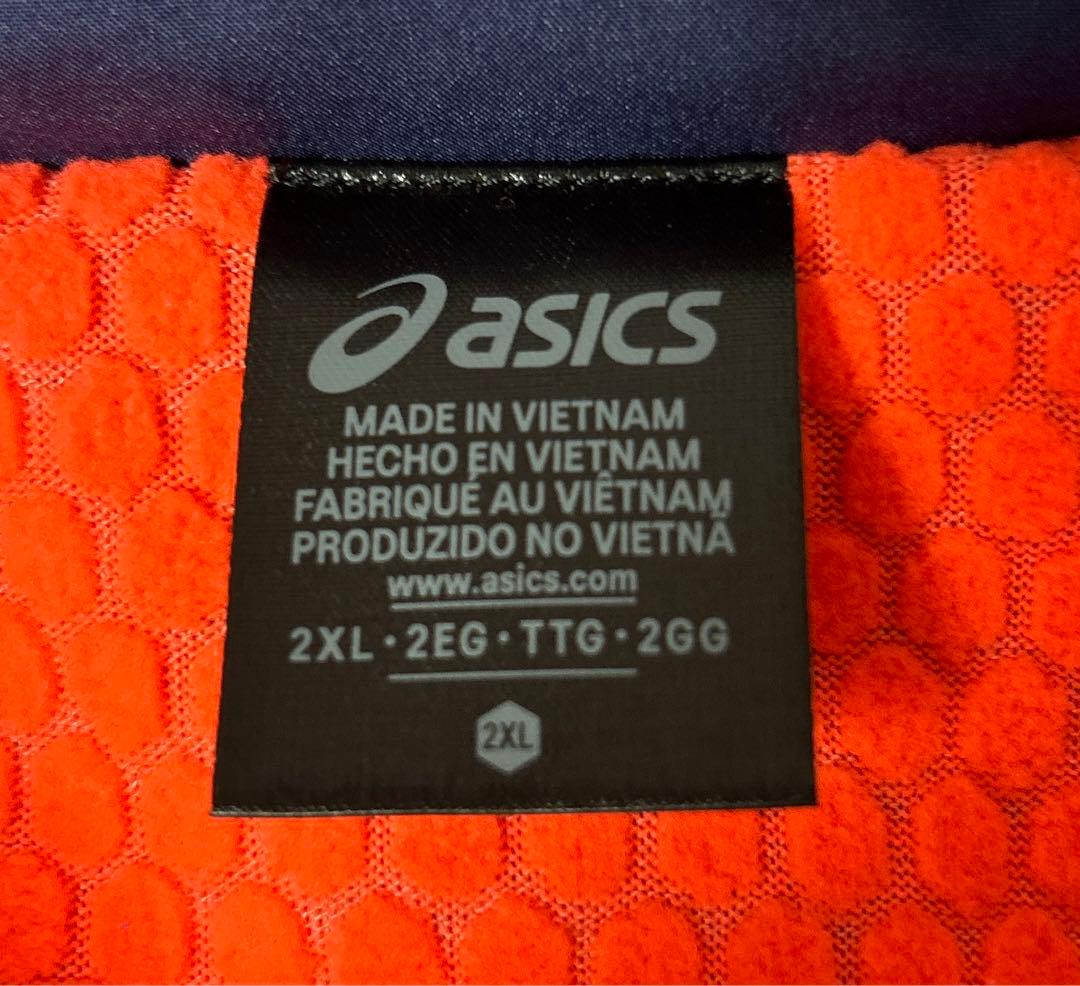 asics
MADE IN VIETNAM
HECHO EN VIETNAM
FABRIQUÉ AU VIÊTNAM
PRODUZIDO NO VIETNÃ
www.asics.com
2XL·2EG·TTG·2GG
2XL